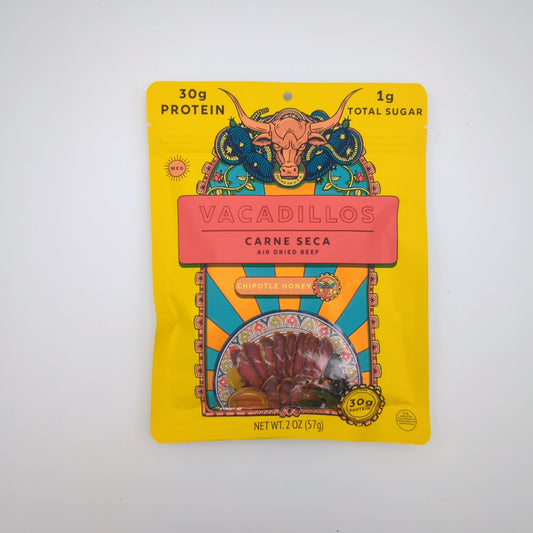 30g
PROTEIN
1g
TOTAL SUGAR
MED
VACADILLOS
CARNE SECA
AIR DRIED BEEF
CHIPOTLE HONEY
30g
PROTEIN
NET WT. 2 OZ (57g)